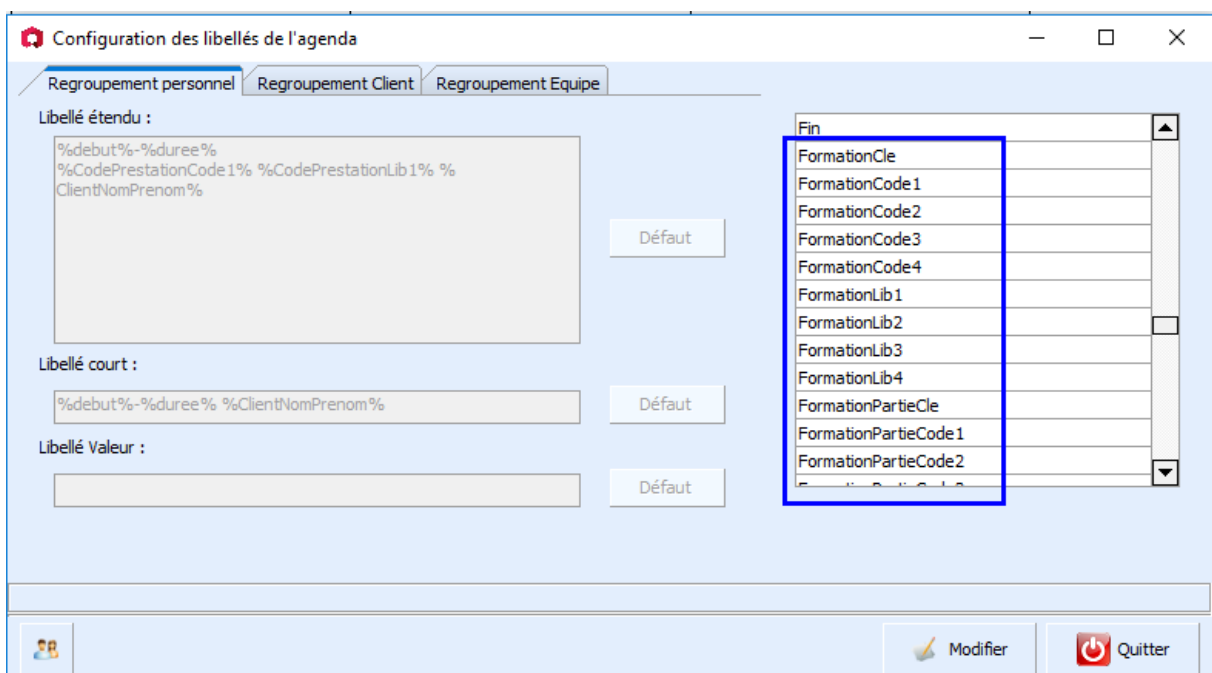 Configuration des libellés de l'agenda
Regroupement personnel Regroupement Client Regroupement Equipe
Libellé étendu :
%debut%-%duree%
%CodePrestationCode1% %CodePrestationLib1% %
ClientNomPrenom%
Défaut
Libellé court :
%debut%-%duree% %ClientNomPrenom%
Défaut
Libellé Valeur :
Défaut
Fin
FormationCle
FormationCode1
FormationCode2
FormationCode3
FormationCode4
FormationLib1
FormationLib2
FormationLib3
FormationLib4
FormationPartieCle
FormationPartieCode1
FormationPartieCode2
Modifier
Quitter